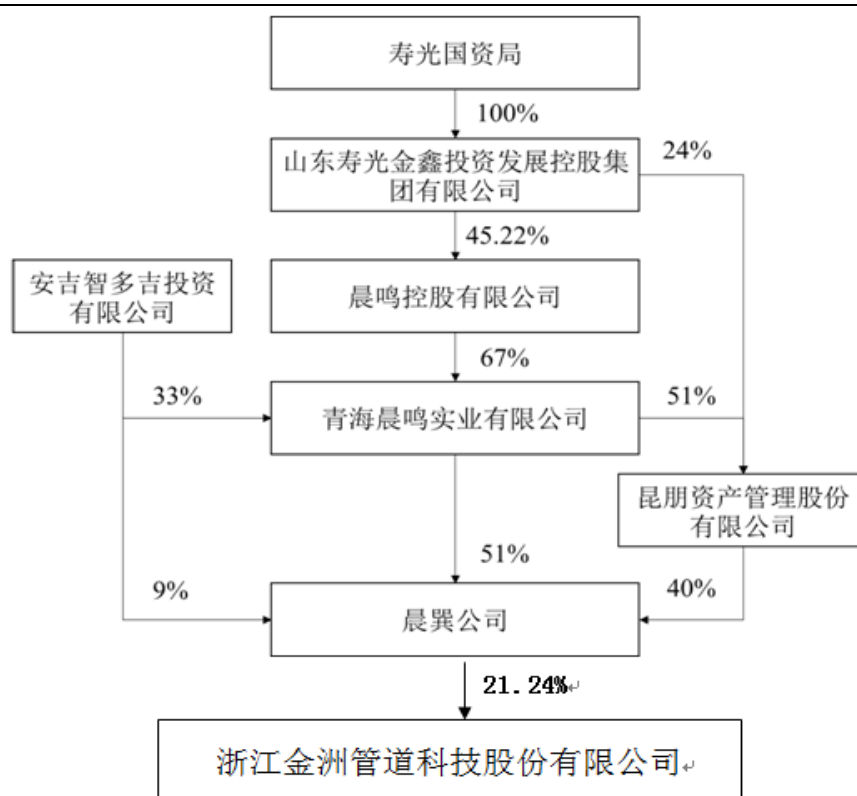 寿光国资局
100%
山东寿光金鑫投资发展控股集
团有限公司
24%
45.22%
安吉智多吉投资
有限公司
晨鸣控股有限公司
67%
33%
青海晨鸣实业有限公司
51%
昆朋资产管理股份
有限公司
51%
9%
40%
晨巽公司
21.24%
浙江金洲管道科技股份有限公司